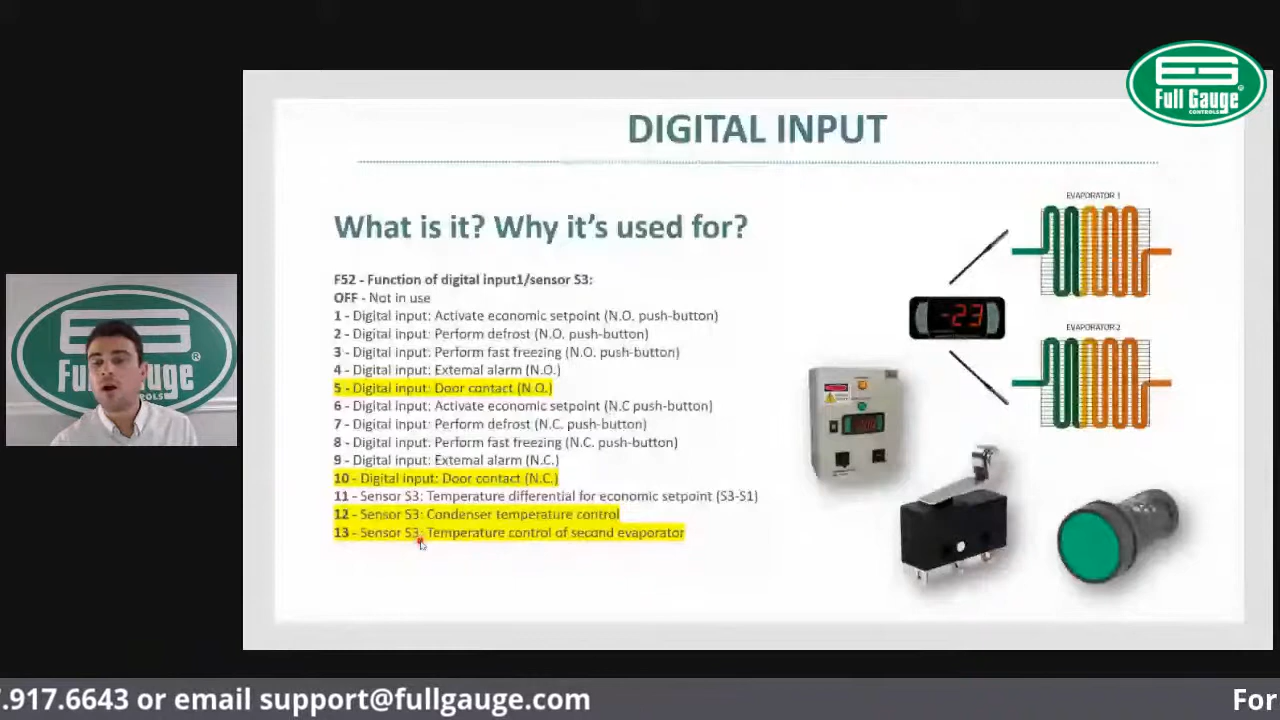 DIGITAL INPUT
Full Gauge
CONTROLS
What is it? Why it's used for?
EVAPORATOR 1
F52 - Function of digital input1/sensor S3:
OFF - Not in use
1 - Digital input: Activate economic setpoint (N.O. push-button)
2 - Digital input: Perform defrost (N.O. push-button)
3 - Digital input: Perform fast freezing (N.O. push-button)
4 - Digital input: External alarm (N.O.)
5 - Digital input: Door contact (N.O.)
6 - Digital input: Activate economic setpoint (N.C push-button)
7 - Digital input: Perform defrost (N.C. push-button)
8 - Digital input: Perform fast freezing (N.C. push-button)
9 - Digital input: External alarm (N.C.)
10 - Digital input: Door contact (N.C.)
11 - Sensor S3: Temperature differential for economic setpoint (S3-S1)
12 - Sensor S3: Condenser temperature control
13 - Sensor S3: Temperature control of second evaporator
-23
EVAPORATOR 2
.917.6643 or email support@fullgauge.com
For